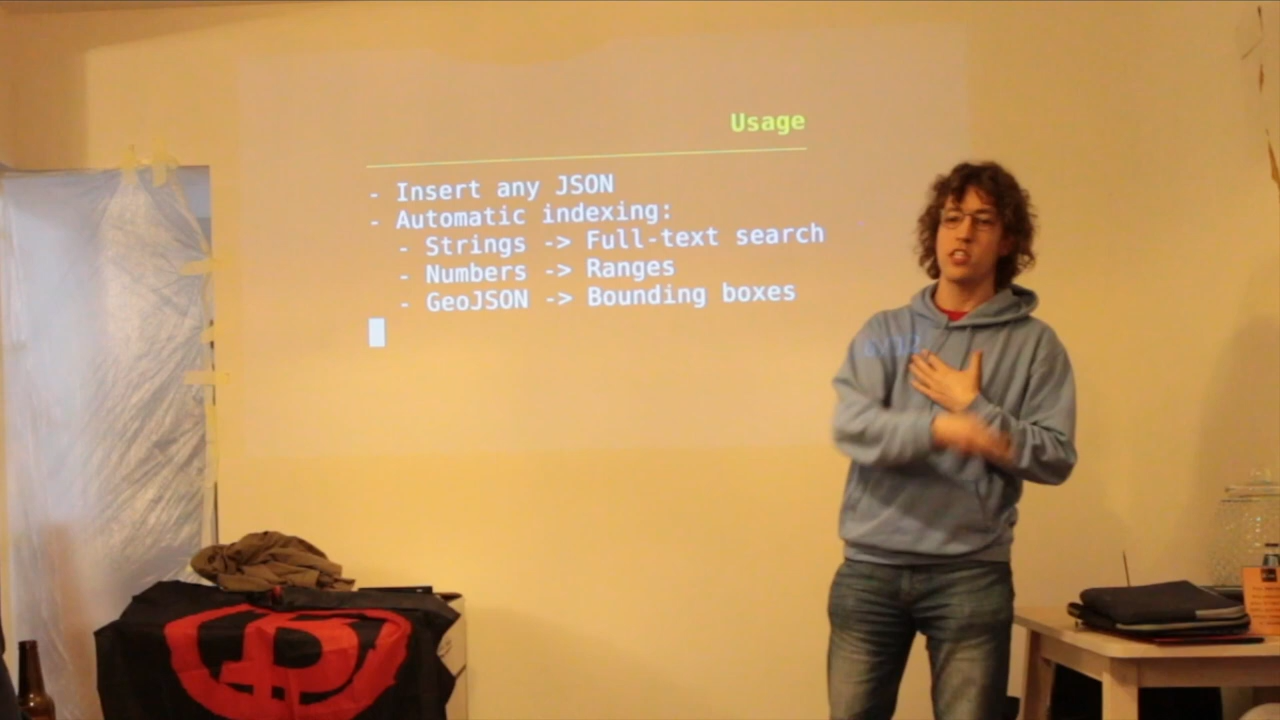 Usage
- Insert any JSON
- Automatic indexing:
- Strings -> Full-text search
- Numbers -> Ranges
- GeoJSON -> Bounding boxes